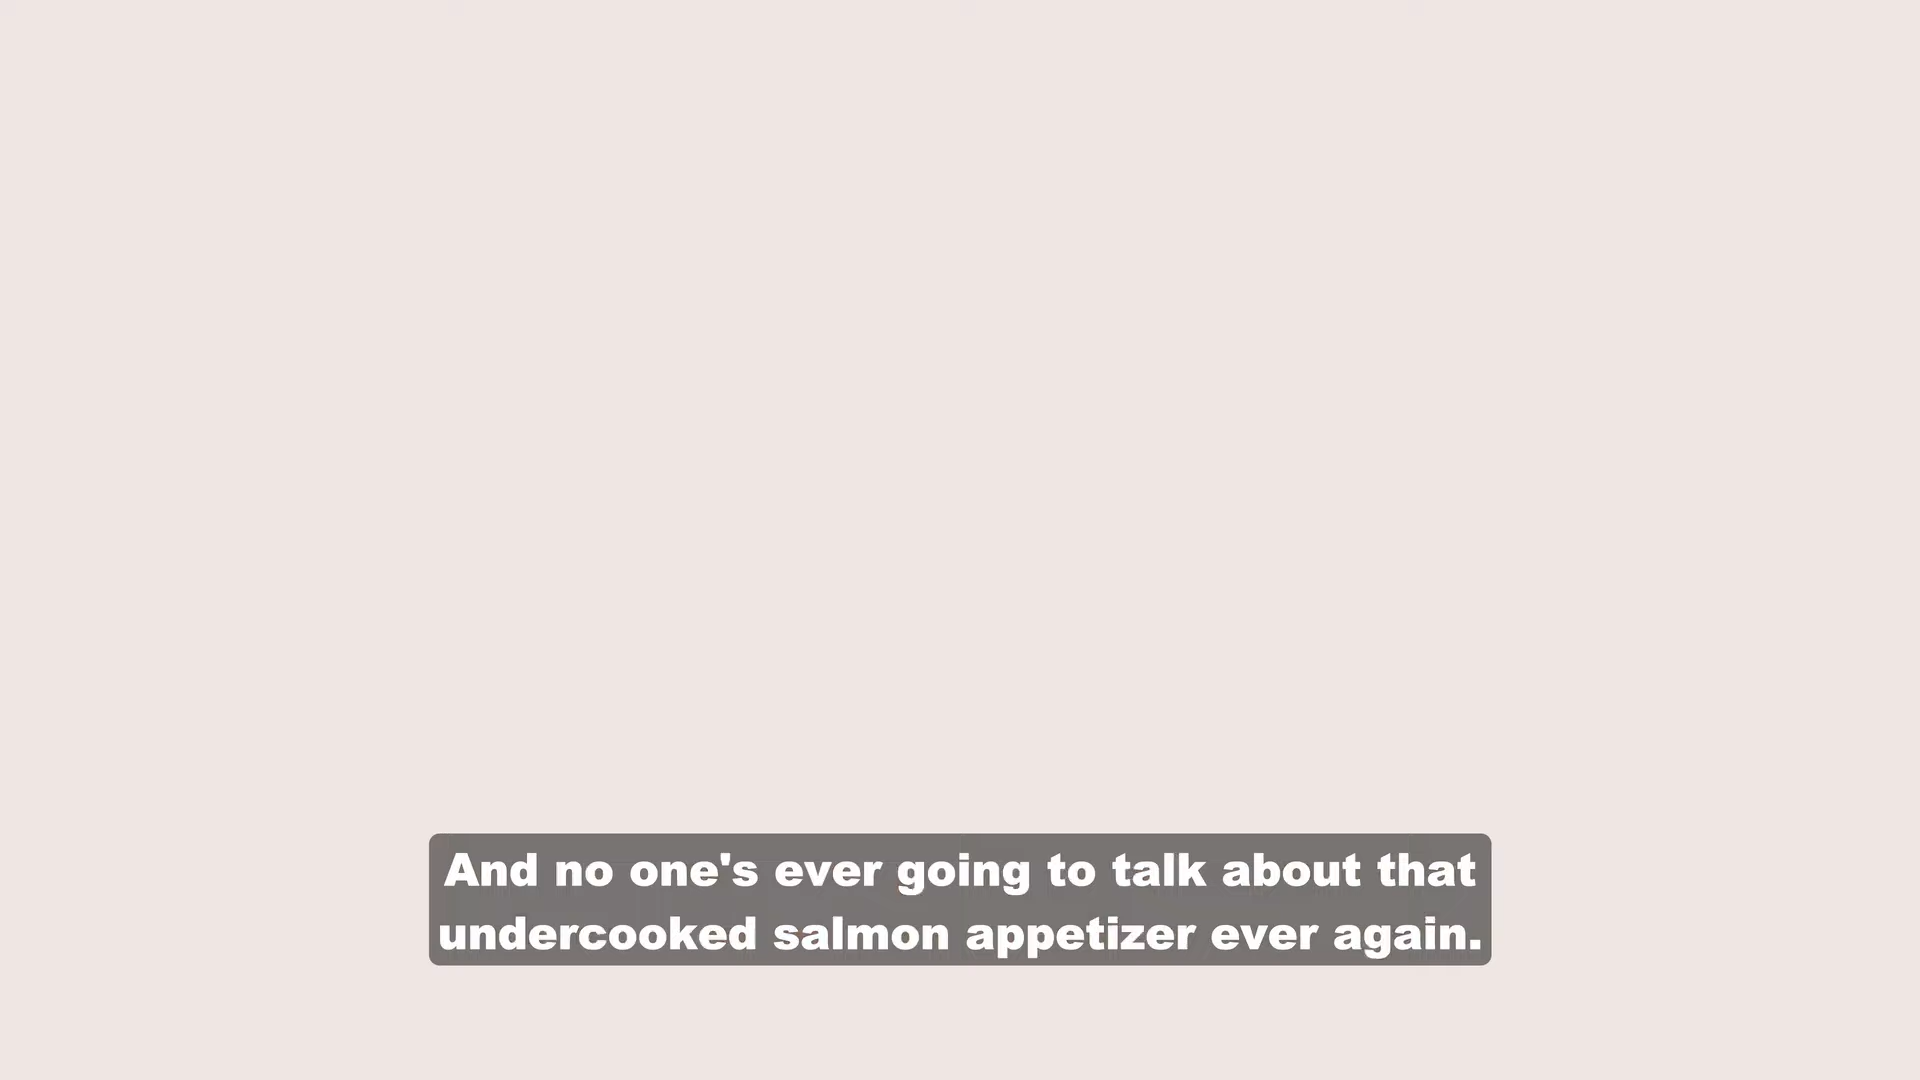 And no one's ever going to talk about that
undercooked salmon appetizer ever again.